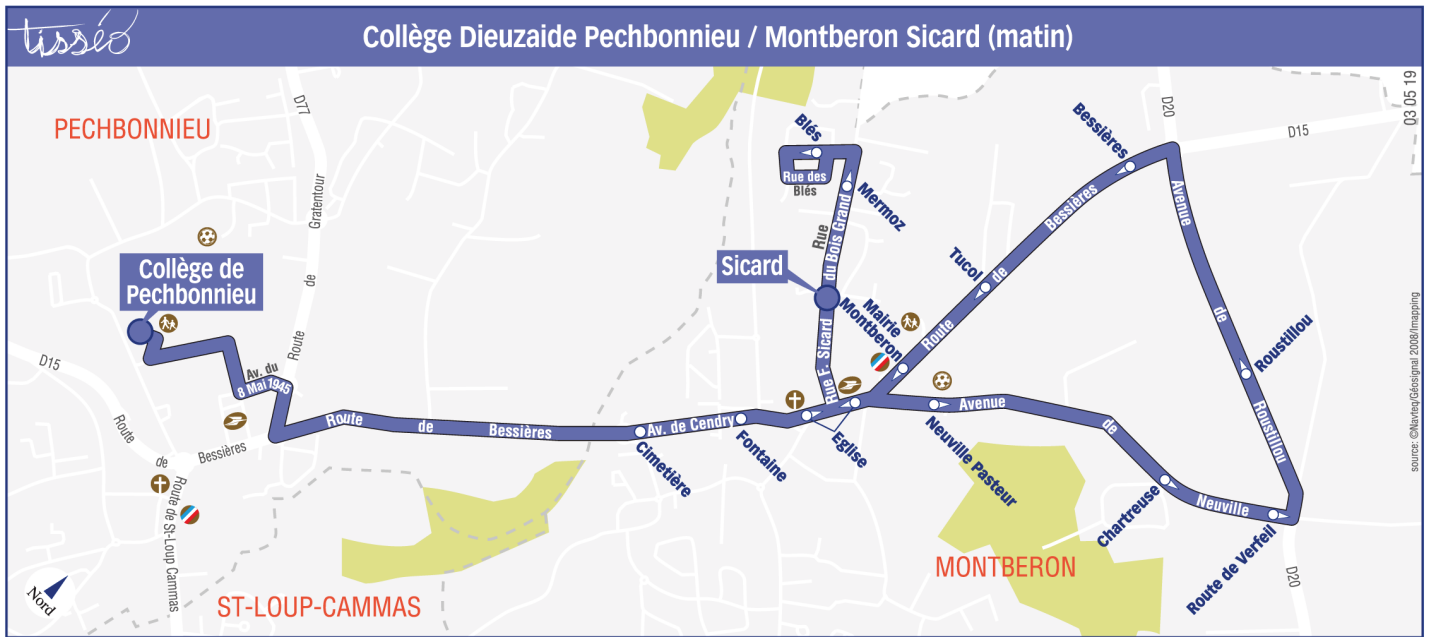 tisséo
Collège Dieuzaide Pechbonnieu / Montberon Sicard (matin)
03 05 19
PECHBONNIEU
D77
Gratentour
de
Route
Collège de
Pechbonnieu
D15
Route
de
Bessières
Av. du
8 Mai 1945
Route de St-Loup Cammas
Nord
ST-LOUP-CAMMAS
Route
de
Bessières
Cimetière
Av. de Cendry
Fontaine
Eglise
Blés
Rue des
Blés
Mermoz
Rue
du Bois Grand
Sicard
Rue F. Sicard
Mairie
Montberon
Route
de
Bessières
Tucol
Bessières
D20
D15
Avenue
de
Roustillou
Roustillou
Avenue
de
Neuville
Neuville Pasteur
Chartreuse
Route de Verfeil
D20
MONTBERON
source: ©Navteq/Géosignal 2008/Imapping